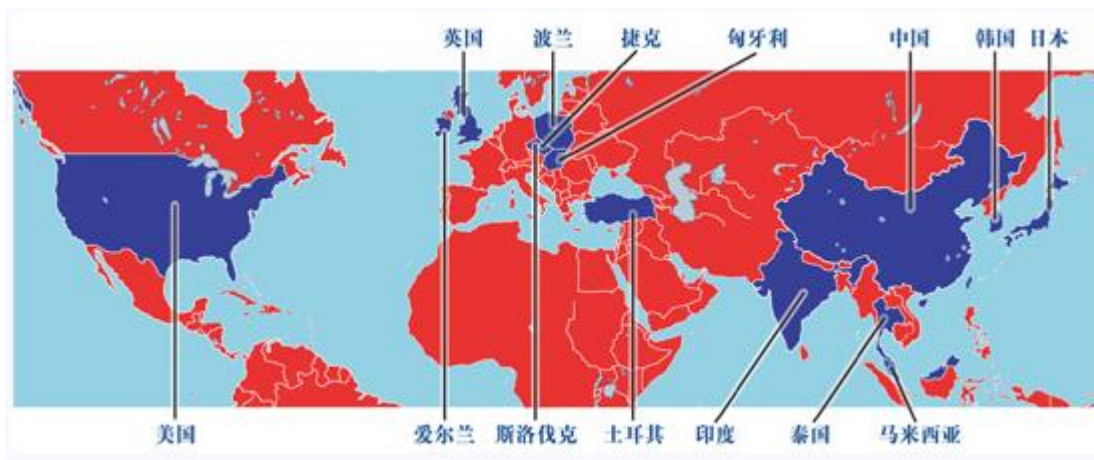 英国 波兰 捷克 匈牙利 中国 韩国 日本
美国 爱尔兰 斯洛伐克 土耳其 印度 泰国 马来西亚